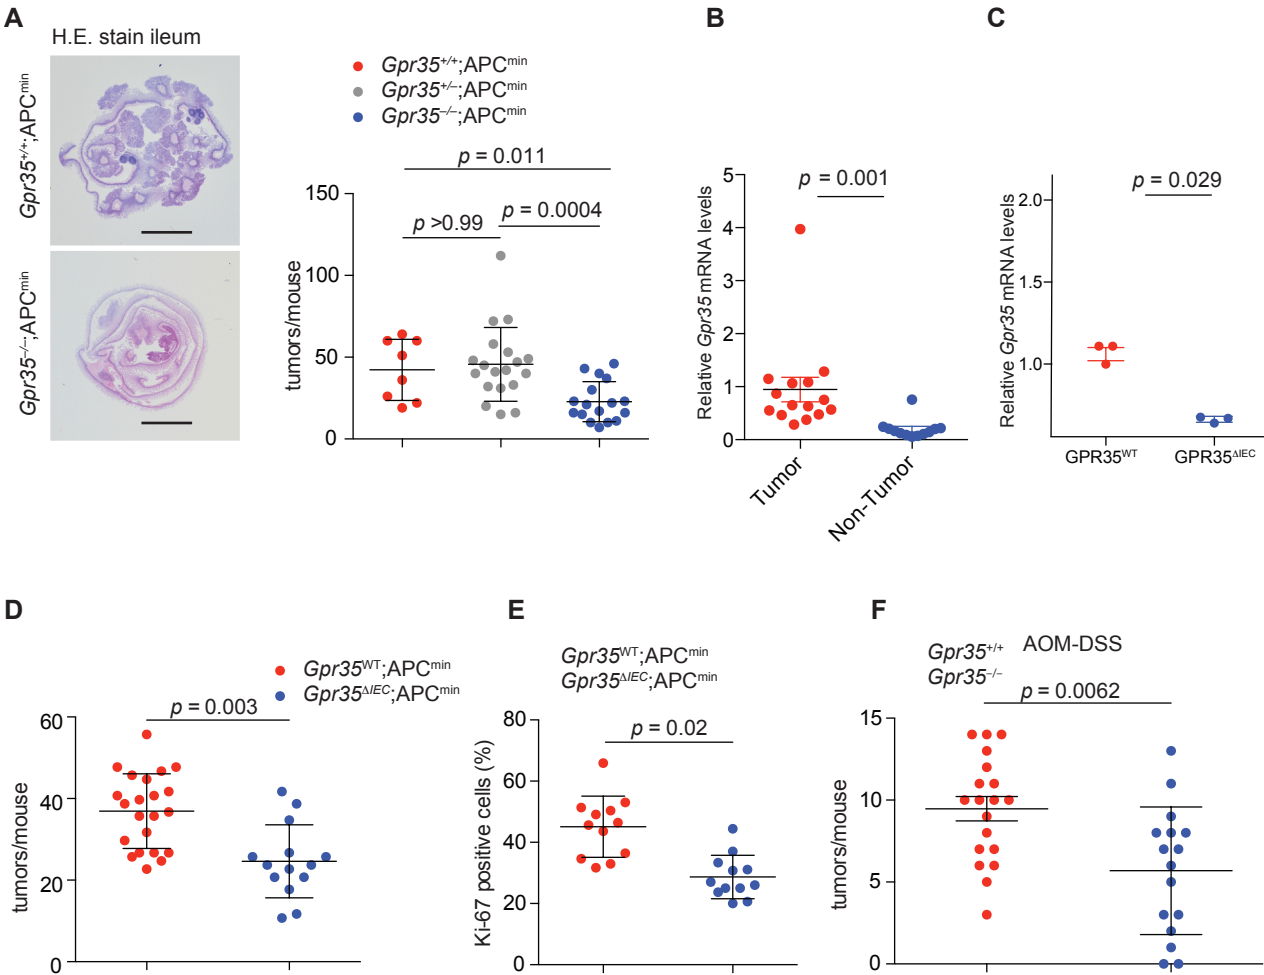 A
H.E. stain ileum
Gpr35+/+;APCmin
Gpr35–/–;APCmin
Gpr35+/+;APCmin
Gpr35+/–;APCmin
Gpr35–/–;APCmin
p = 0.011
p >0.99
p = 0.0004
tumors/mouse
150
100
50
0
B
p = 0.001
Relative Gpr35 mRNA levels
5
4
3
2
1
0
Tumor
Non-Tumor
C
p = 0.029
Relative Gpr35 mRNA levels
2.0
1.5
1.0
GPR35WT
GPR35ΔIEC
D
Gpr35WT;APCmin
Gpr35ΔIEC;APCmin
p = 0.003
tumors/mouse
60
40
20
0
E
Gpr35WT;APCmin
Gpr35ΔIEC;APCmin
p = 0.02
Ki-67 positive cells (%)
80
60
40
20
0
F
Gpr35+/+
Gpr35–/–
AOM-DSS
p = 0.0062
tumors/mouse
15
10
5
0